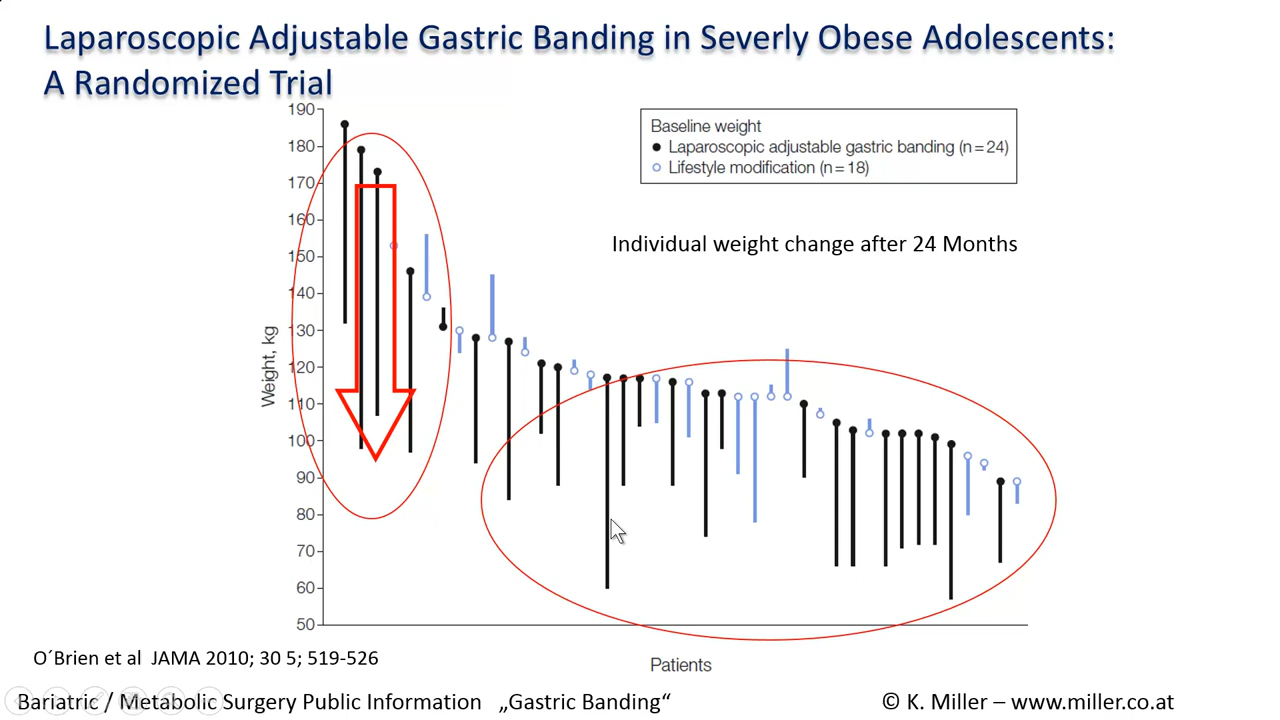 Laparoscopic Adjustable Gastric Banding in Severly Obese Adolescents:
A Randomized Trial
190
180
170
160
150
140
130
120
110
100
90
80
70
60
50
Weight, kg
Baseline weight
Laparoscopic adjustable gastric banding (n=24)
Lifestyle modification (n=18)
Individual weight change after 24 Months
Patients
O´Brien et al JAMA 2010; 30 5; 519-526
Bariatric / Metabolic Surgery Public Information „Gastric Banding“ © K. Miller – www.miller.co.at